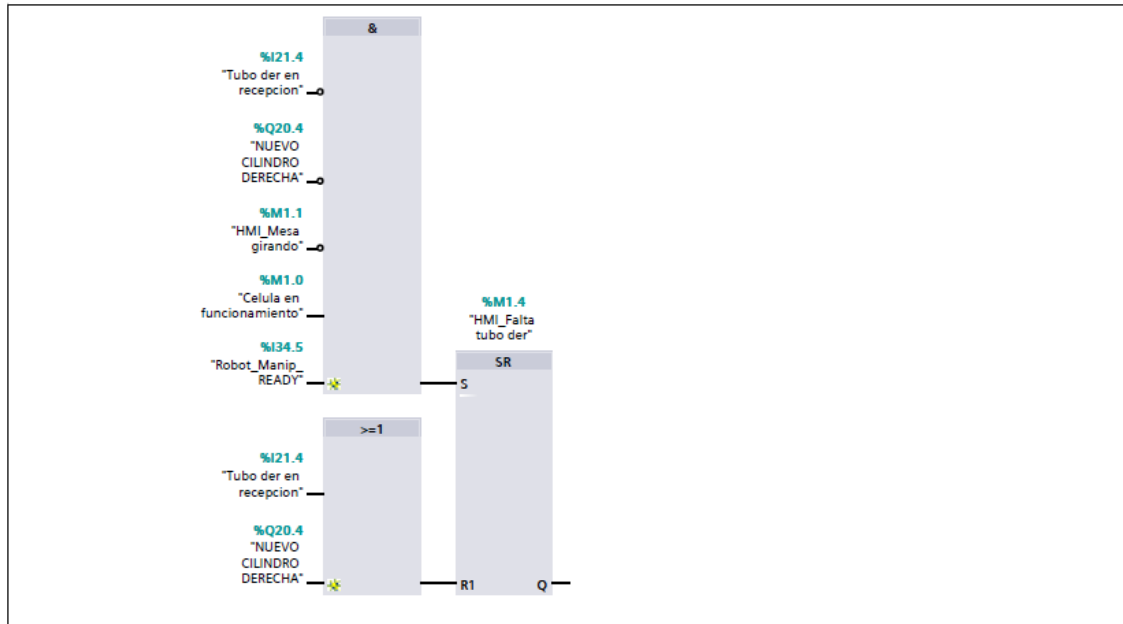 &
%I21.4
"Tubo der en
recepcion"
%Q20.4
"NUEVO
CILINDRO
DERECHA"
%M1.1
"HMI_Mesa
girando"
%M1.0
"Celula en
funcionamiento"
%I34.5
"Robot_Manip_
READY"
%M1.4
"HMI_Falta
tubo der"
SR
S
>=1
%I21.4
"Tubo der en
recepcion"
%Q20.4
"NUEVO
CILINDRO
DERECHA"
R1
Q